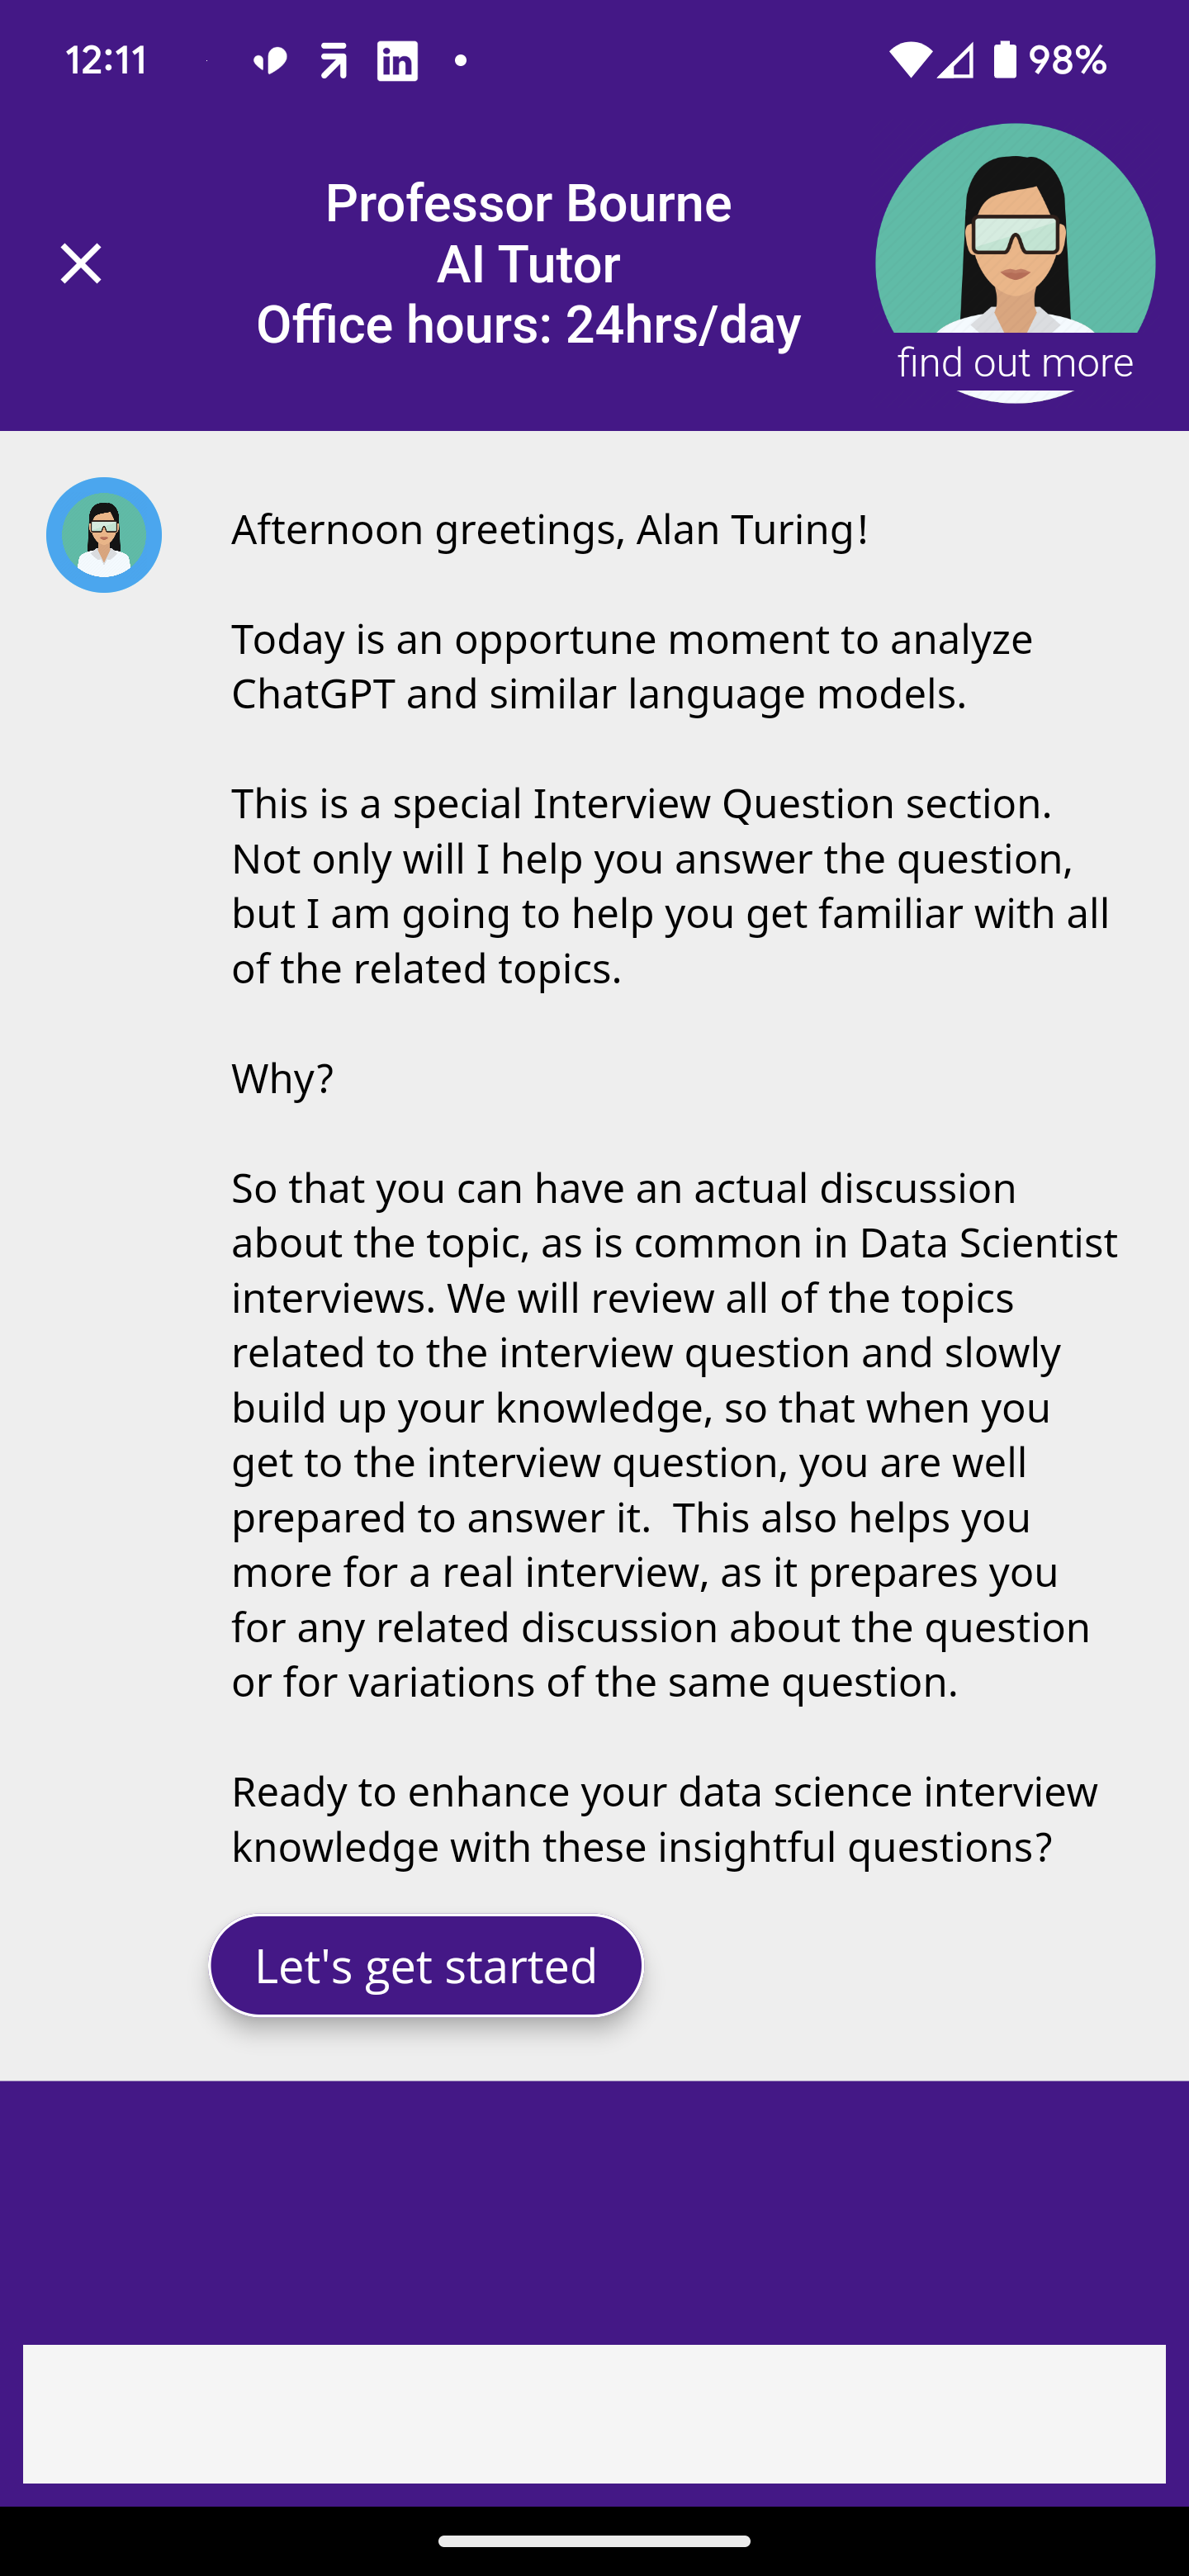 12:11
in
98%
Professor Bourne
AI Tutor
Office hours: 24hrs/day
find out more
Afternoon greetings, Alan Turing!
Today is an opportune moment to analyze
ChatGPT and similar language models.
This is a special Interview Question section.
Not only will I help you answer the question,
but I am going to help you get familiar with all
of the related topics.
Why?
So that you can have an actual discussion
about the topic, as is common in Data Scientist
interviews. We will review all of the topics
related to the interview question and slowly
build up your knowledge, so that when you
get to the interview question, you are well
prepared to answer it.  This also helps you
more for a real interview, as it prepares you
for any related discussion about the question
or for variations of the same question.
Ready to enhance your data science interview
knowledge with these insightful questions?
Let's get started